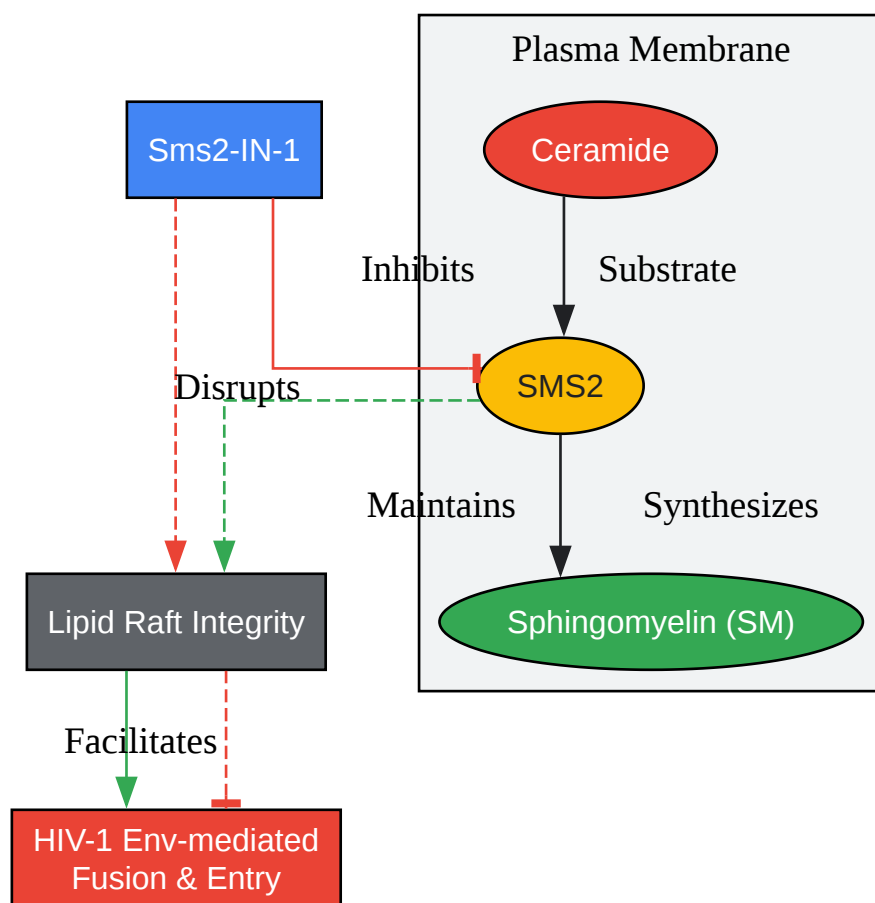 Plasma Membrane
Sms2-IN-1
Ceramide
Inhibits
Substrate
Disrupts
SMS2
Maintains
Synthesizes
Lipid Raft Integrity
Sphingomyelin (SM)
Facilitates
HIV-1 Env-mediated
Fusion & Entry